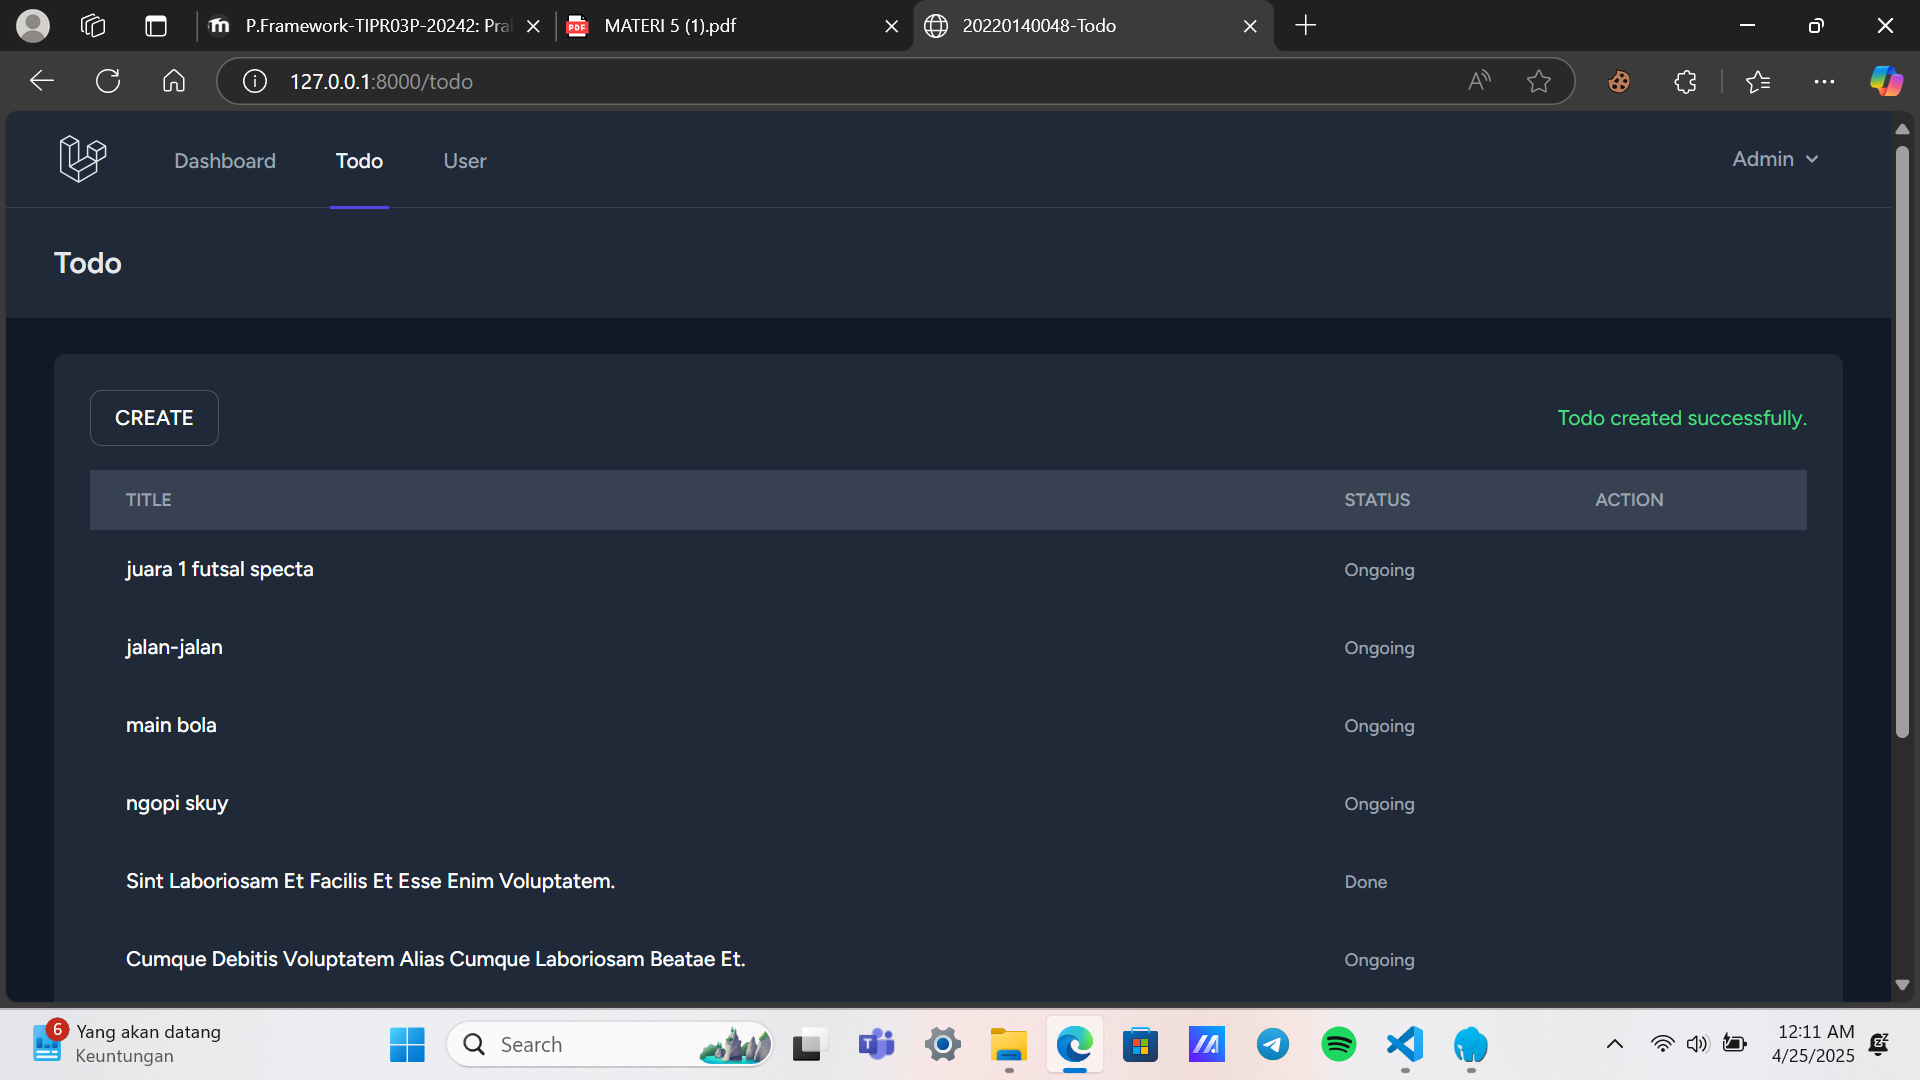 P.Framework-TIPR03P-20242: Pra
MATERI 5 (1).pdf
20220140048-Todo
127.0.0.1:8000/todo
Dashboard
Todo
User
Admin
Todo
CREATE
Todo created successfully.
TITLE STATUS ACTION
juara 1 futsal specta Ongoing
jalan-jalan Ongoing
main bola Ongoing
ngopi skuy Ongoing
Sint Laboriosam Et Facilis Et Esse Enim Voluptatem. Done
Cumque Debitis Voluptatem Alias Cumque Laboriosam Beatae Et. Ongoing
6
Yang akan datang
Keuntungan
Search
12:11 AM
4/25/2025